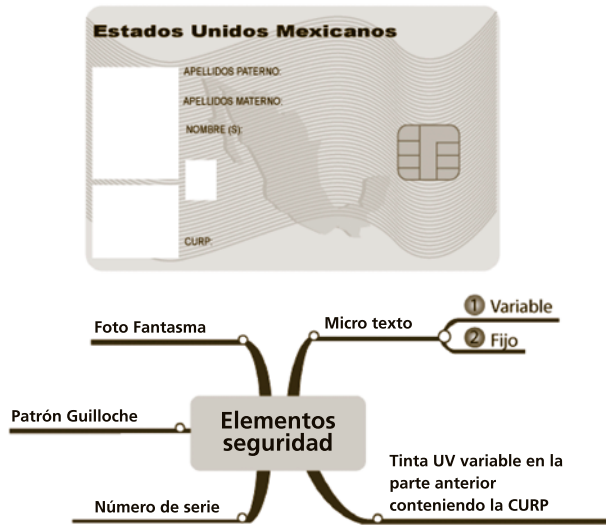 Estados Unidos Mexicanos
APELLIDOS PATERNO:
APELLIDOS MATERNO:
NOMBRE (S):
CURP:
Foto Fantasma
Micro texto
1 Variable
2 Fijo
Patrón Guilloche
Elementos
seguridad
Número de serie
Tinta UV variable en la
parte anterior
conteniendo la CURP